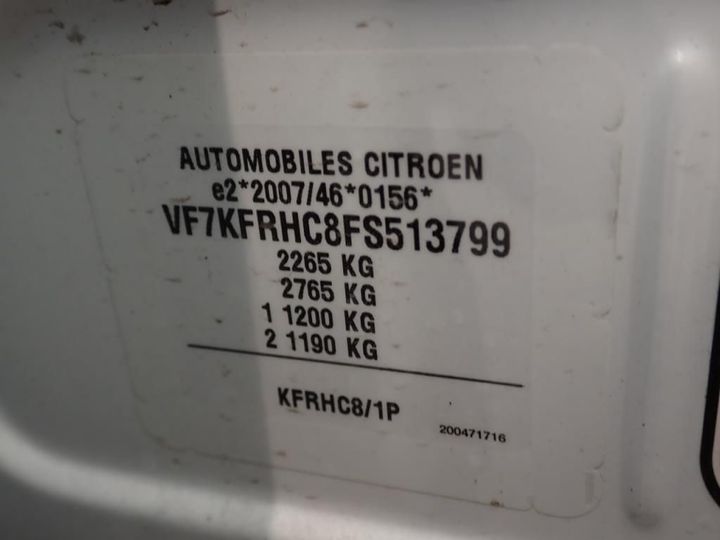 AUTOMOBILES CITROEN
e2*2007/46*0156*
VF7KFRHC8FS513799
2265 KG
2765 KG
1 1200 KG
2 1190 KG
KFRHC8/1P
200471716